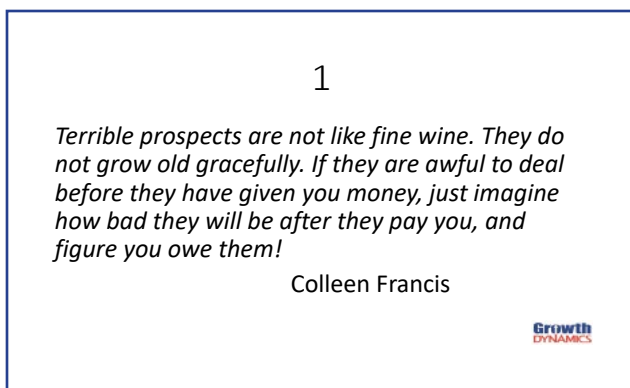 1
Terrible prospects are not like fine wine. They do
not grow old gracefully. If they are awful to deal
before they have given you money, just imagine
how bad they will be after they pay you, and
figure you owe them!
Colleen Francis
Growth
DYNAMICS